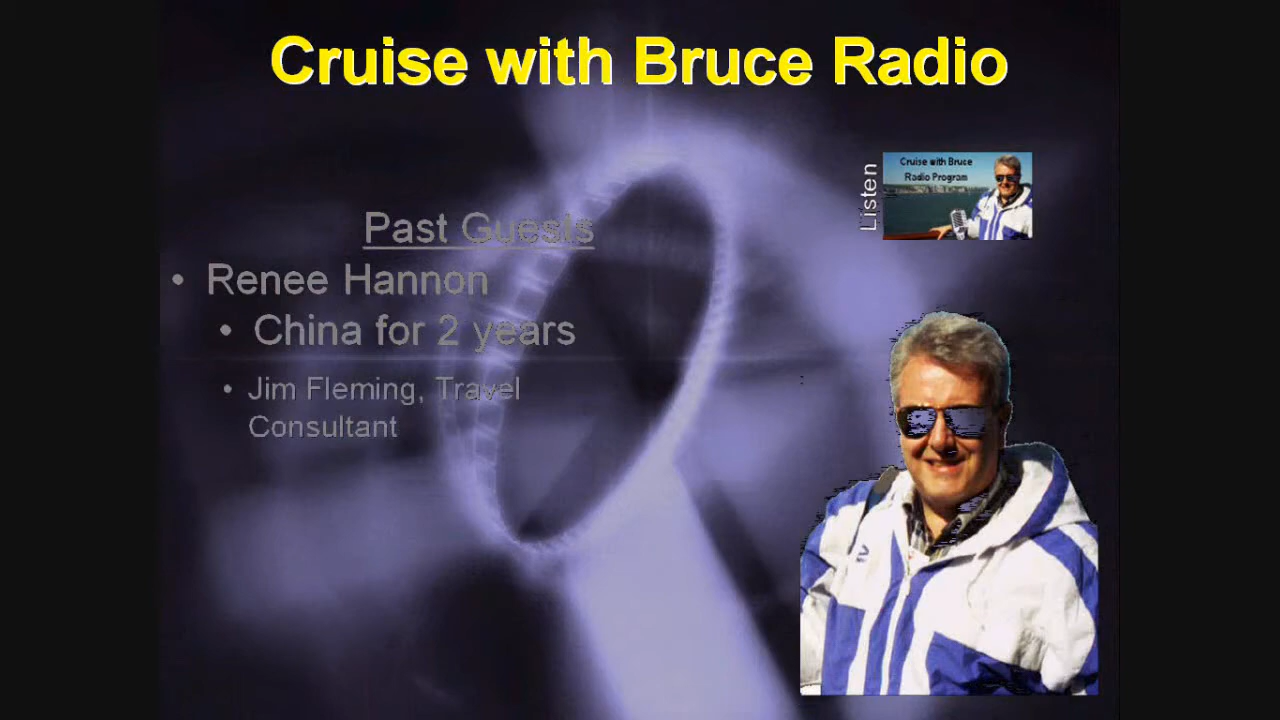 Cruise with Bruce Radio
Listen
Cruise with Bruce
Radio Program
Past Guests
• Renee Hannon
• China for 2 years
• Jim Fleming, Travel
Consultant